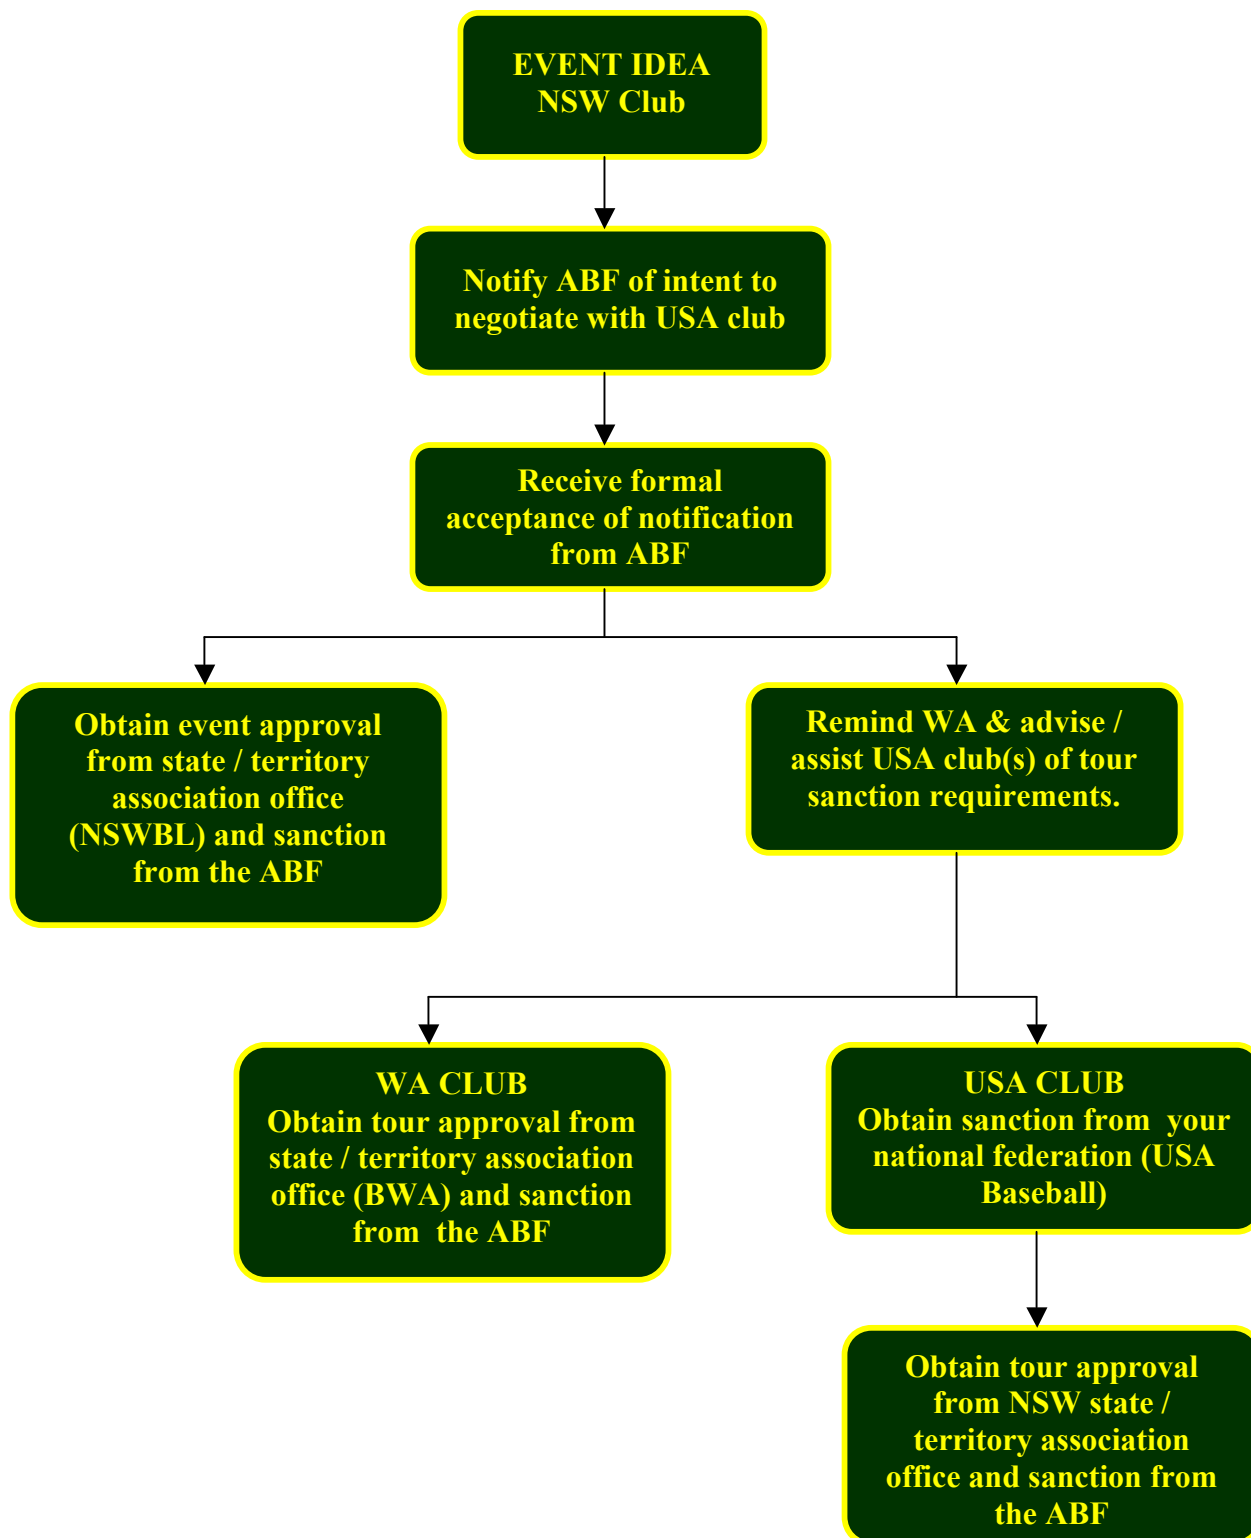 EVENT IDEA
NSW Club
Notify ABF of intent to
negotiate with USA club
Receive formal
acceptance of notification
from ABF
Obtain event approval
from state / territory
association office
(NSWBL) and sanction
from the ABF
Remind WA & advise /
assist USA club(s) of tour
sanction requirements.
WA CLUB
Obtain tour approval from
state / territory association
office (BWA) and sanction
from the ABF
USA CLUB
Obtain sanction from your
national federation (USA
Baseball)
Obtain tour approval
from NSW state /
territory association
office and sanction from
the ABF